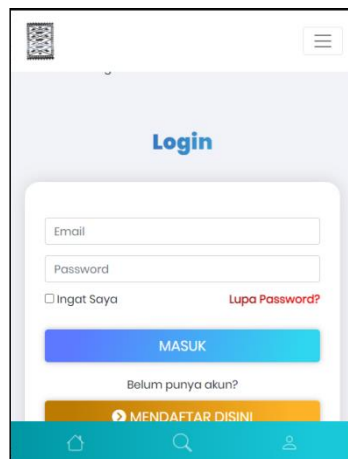 Login
Email
Password
Ingat Saya
Lupa Password?
MASUK
Belum punya akun?
MENDAFTAR DISINI